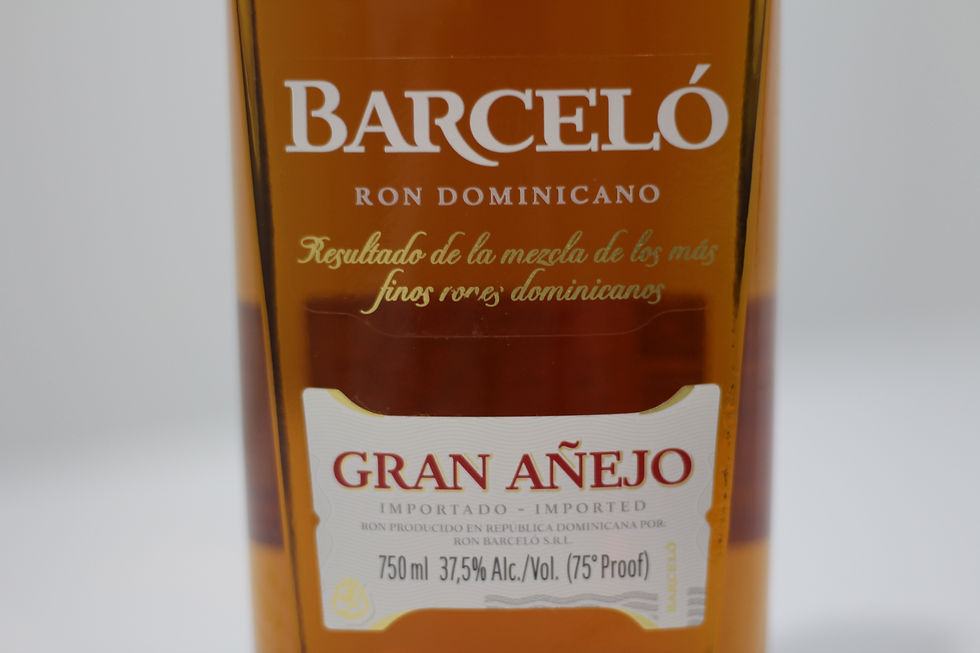 BARCELÓ
RON DOMINICANO
Resultado de la mezcla de los más
finos rones dominicanos
GRAN AÑEJO
IMPORTADO - IMPORTED
RON PRODUCIDO EN REPÚBLICA DOMINICANA POR:
RON BARCELÓ S.R.L.
750 ml 37,5% Alc./Vol. (75° Proof)
BARCELÓ